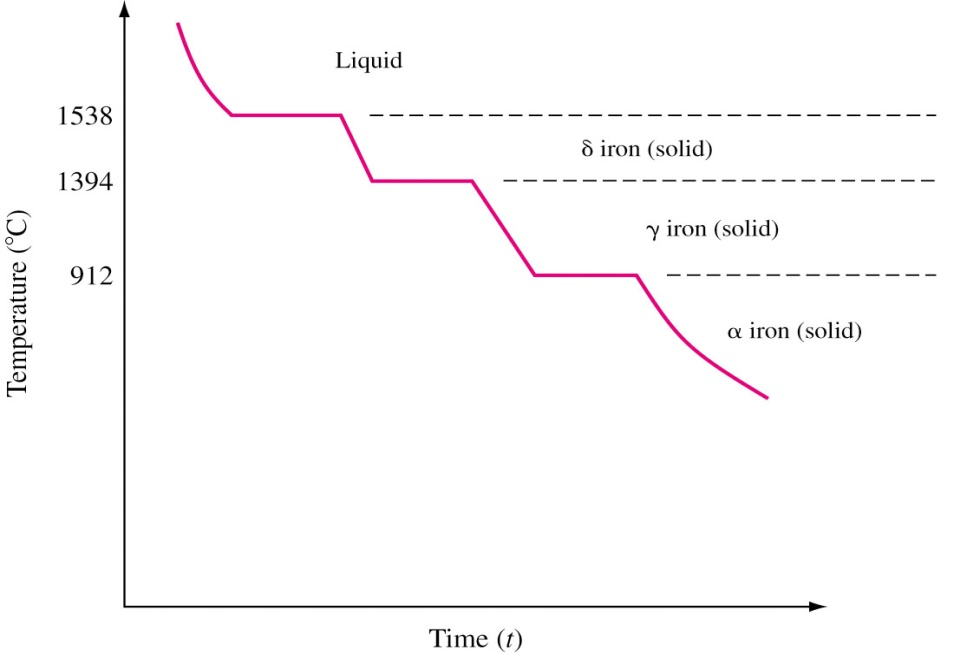 Liquid
1538
δ iron (solid)
1394
γ iron (solid)
912
α iron (solid)
Temperature (°C)
Time (t)